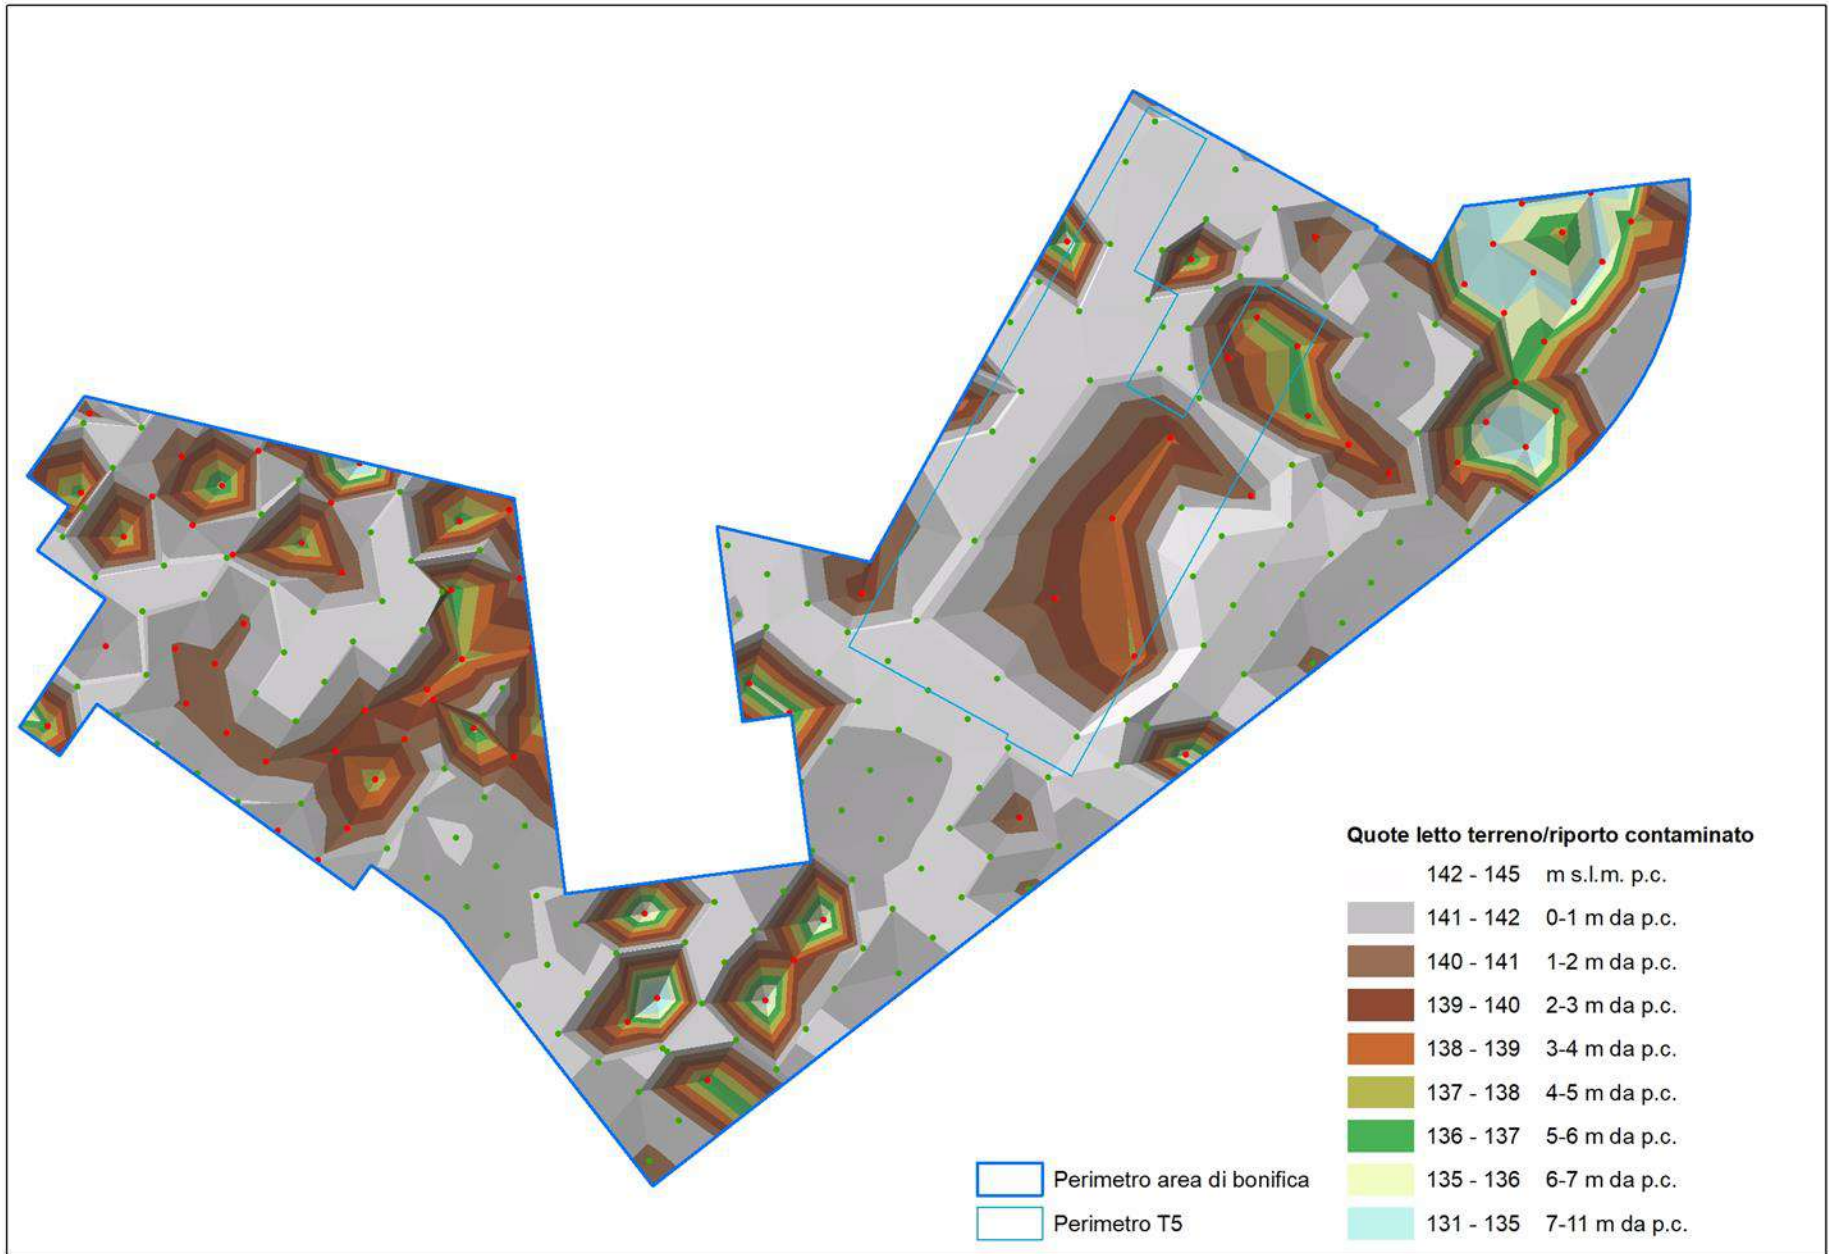 Quote letto terreno/riporto contaminato
142 - 145 m s.l.m. p.c.
141 - 142 0-1 m da p.c.
140 - 141 1-2 m da p.c.
139 - 140 2-3 m da p.c.
138 - 139 3-4 m da p.c.
137 - 138 4-5 m da p.c.
136 - 137 5-6 m da p.c.
135 - 136 6-7 m da p.c.
131 - 135 7-11 m da p.c.
Perimetro area di bonifica
Perimetro T5